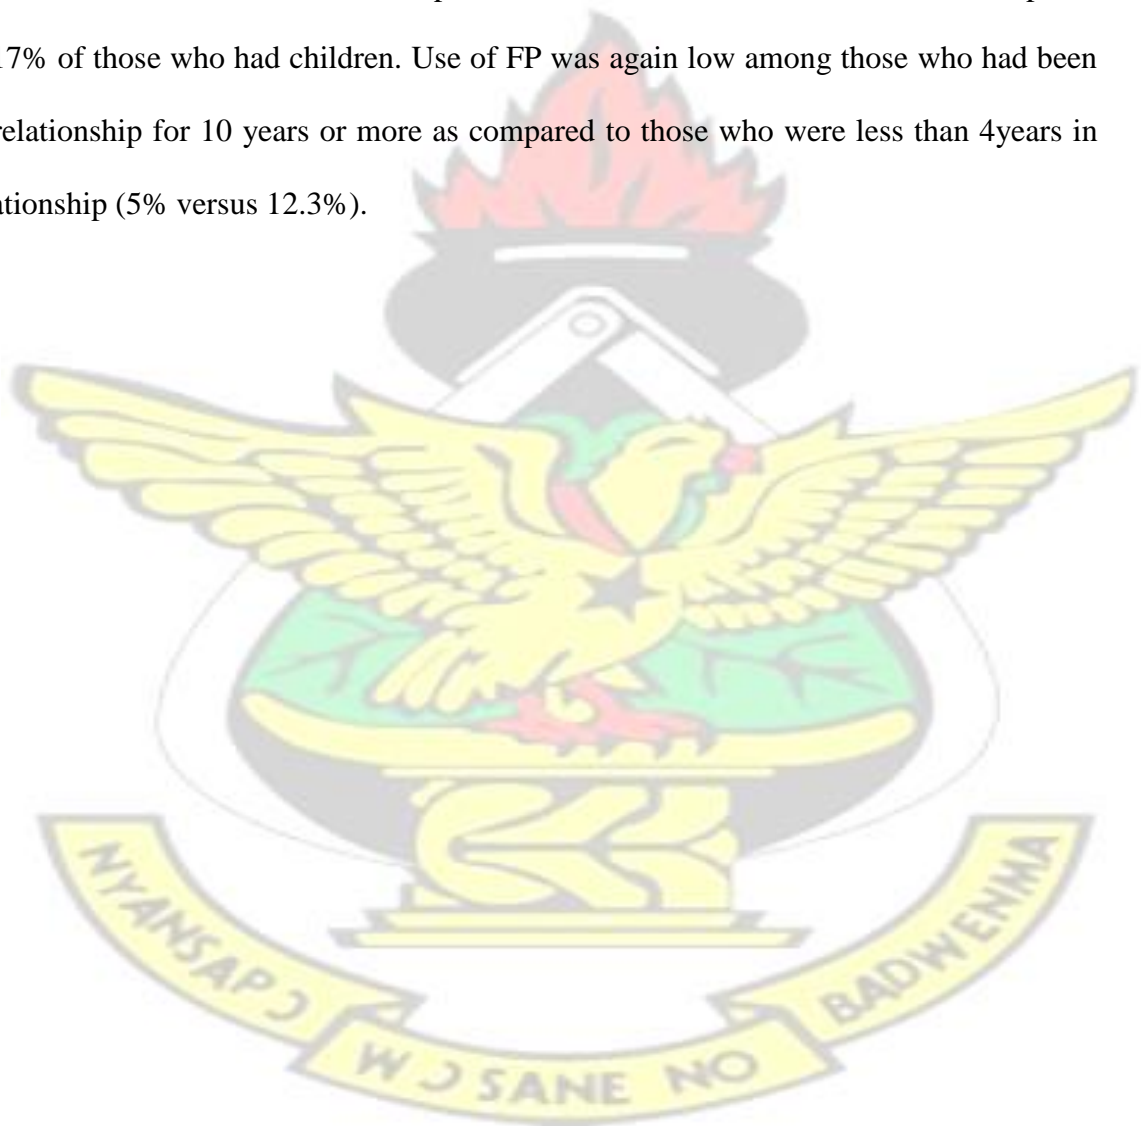 17% of those who had children. Use of FP was again low among those who had been
relationship for 10 years or more as compared to those who were less than 4years in
ationship (5% versus 12.3%).
NYANSAPƆ
WƆ SANE NO
BADWENMA